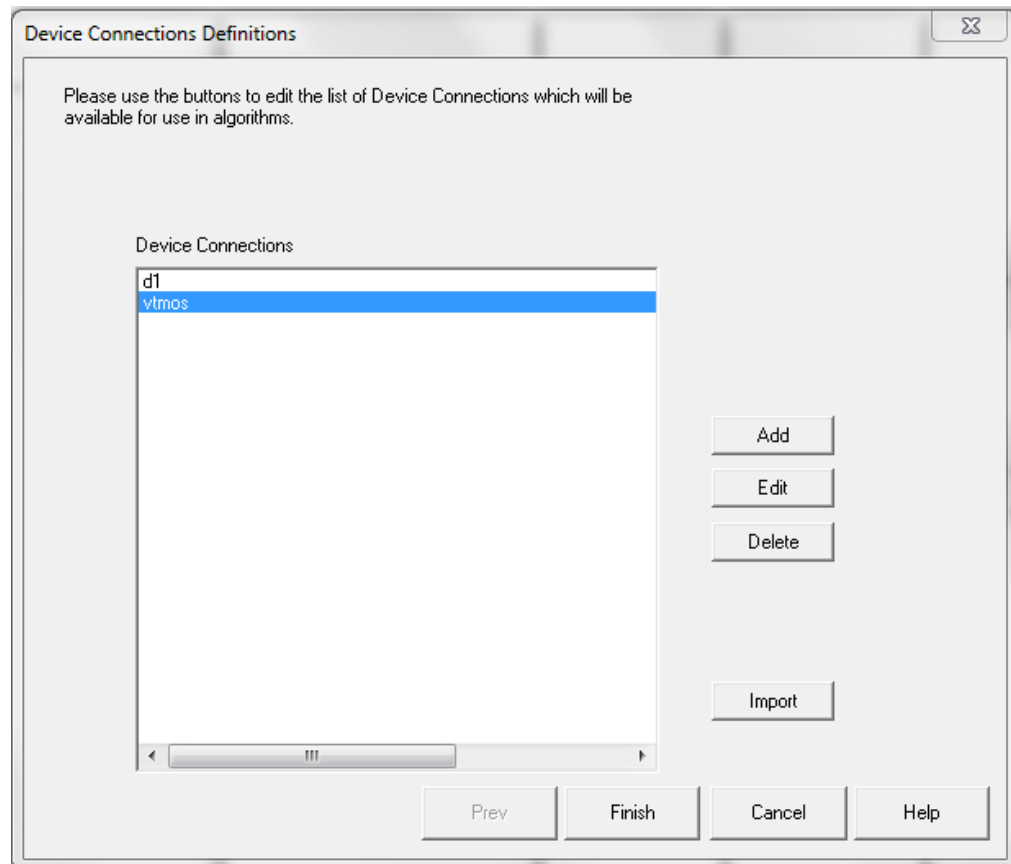 Device Connections Definitions
Please use the buttons to edit the list of Device Connections which will be
available for use in algorithms.
Device Connections
d1
vtmos
Add
Edit
Delete
Import
Prev
Finish
Cancel
Help